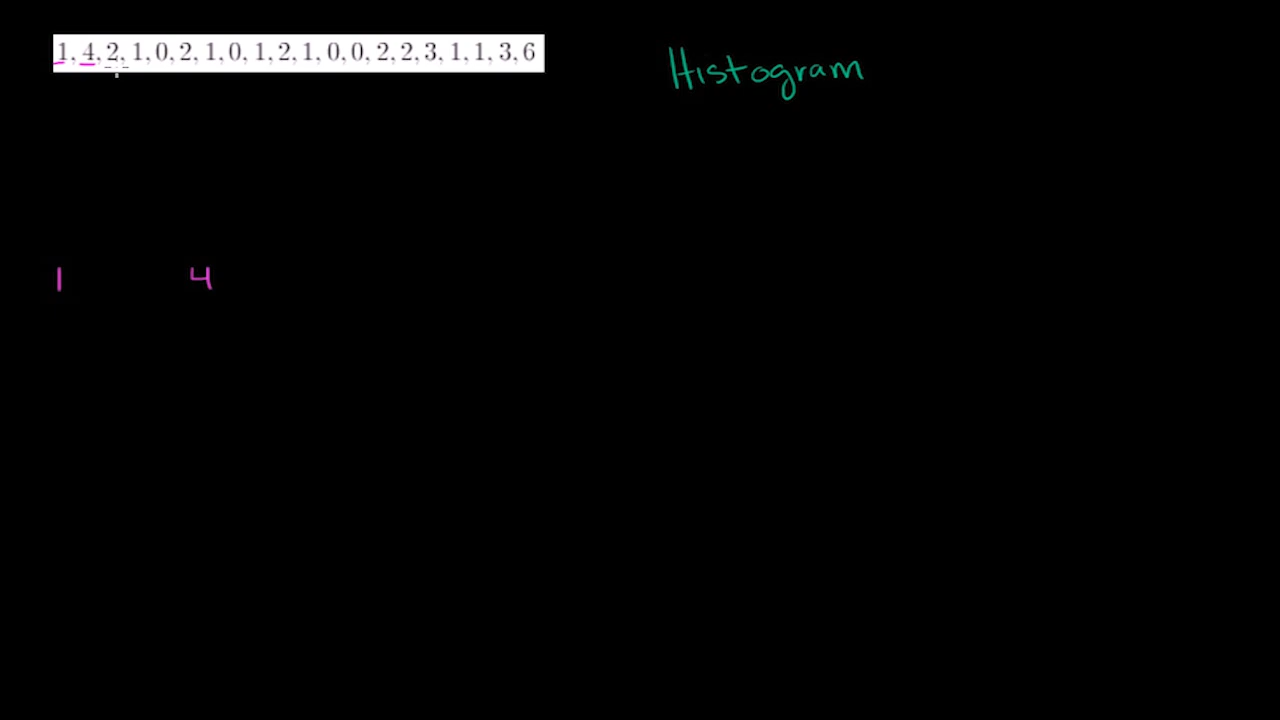 1, 4, 2, 1, 0, 2, 1, 0, 1, 2, 1, 0, 0, 2, 2, 3, 1, 1, 3, 6
Histogram
1 4